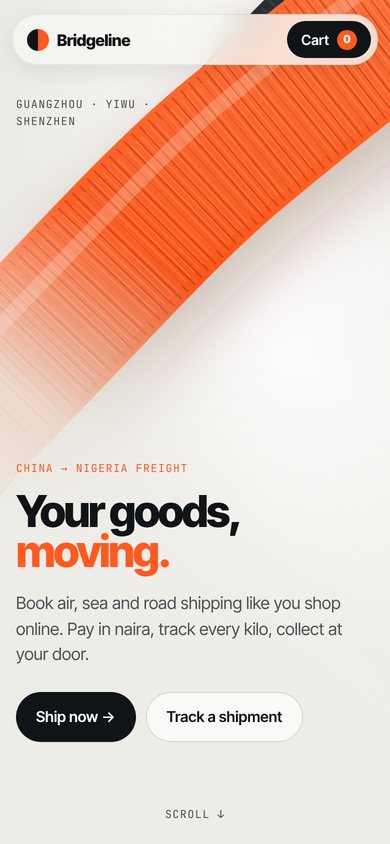 Bridgeline
Cart 0
GUANGZHOU · YIWU ·
SHENZHEN
CHINA → NIGERIA FREIGHT
Your goods,
moving.
Book air, sea and road shipping like you shop
online. Pay in naira, track every kilo, collect at
your door.
Ship now →
Track a shipment
SCROLL ↓